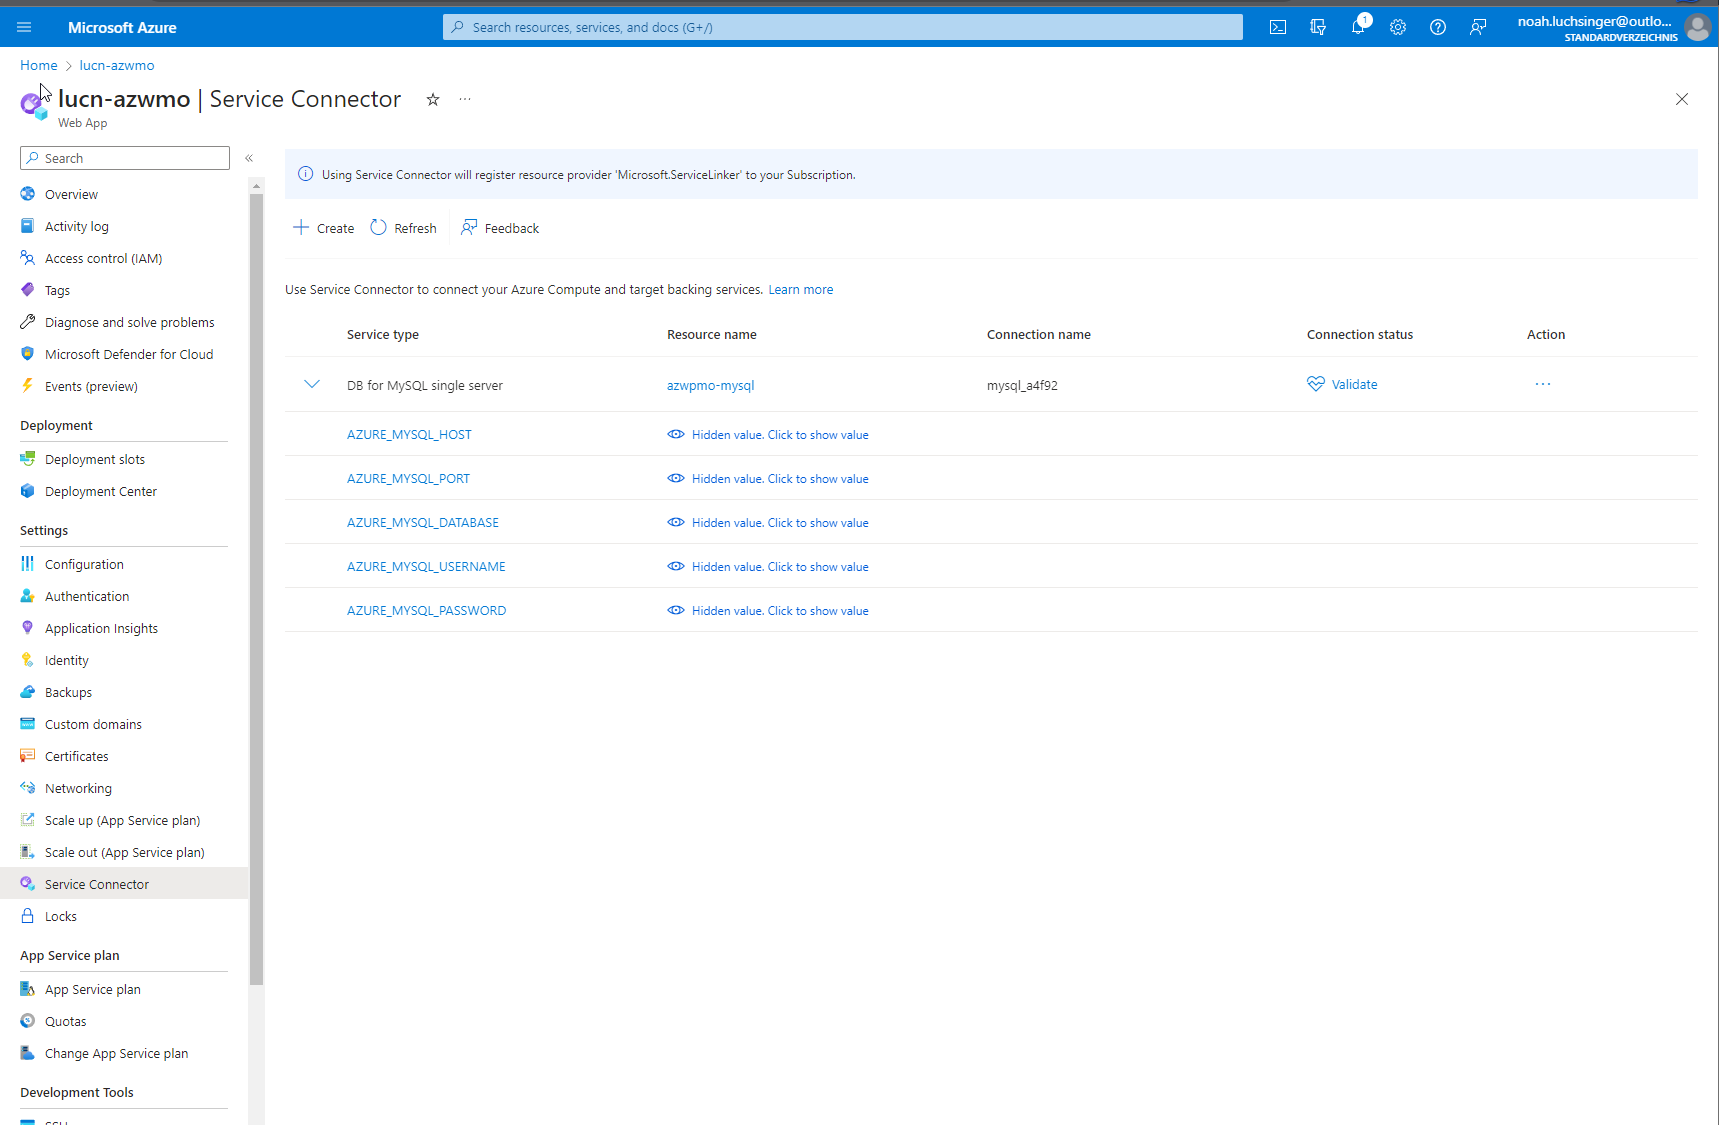 Microsoft Azure
Search resources, services, and docs (G+/)
1
noah.luchsinger@outlo...
STANDARDVERZEICHNIS
Home > lucn-azwmo
lucn-azwmo | Service Connector
Web App
Search
Overview
Activity log
Access control (IAM)
Tags
Diagnose and solve problems
Microsoft Defender for Cloud
Events (preview)
Deployment
Deployment slots
Deployment Center
Settings
Configuration
Authentication
Application Insights
Identity
Backups
Custom domains
Certificates
Networking
Scale up (App Service plan)
Scale out (App Service plan)
Service Connector
Locks
App Service plan
App Service plan
Quotas
Change App Service plan
Development Tools
SSH
Using Service Connector will register resource provider 'Microsoft.ServiceLinker' to your Subscription.
Create Refresh Feedback
Use Service Connector to connect your Azure Compute and target backing services. Learn more
Service type Resource name Connection name Connection status Action
DB for MySQL single server azwpmo-mysql mysql_a4f92 Validate ...
AZURE_MYSQL_HOST Hidden value. Click to show value
AZURE_MYSQL_PORT Hidden value. Click to show value
AZURE_MYSQL_DATABASE Hidden value. Click to show value
AZURE_MYSQL_USERNAME Hidden value. Click to show value
AZURE_MYSQL_PASSWORD Hidden value. Click to show value